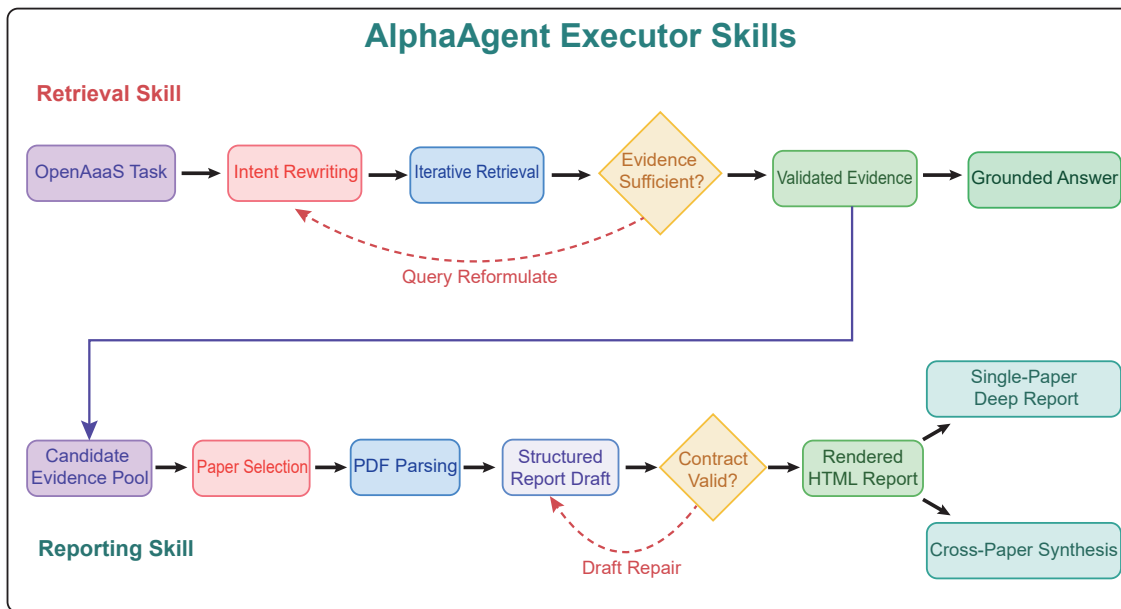 AlphaAgent Executor Skills
Retrieval Skill
OpenAaaS Task
Intent Rewriting
Iterative Retrieval
Evidence
Sufficient?
Validated Evidence
Grounded Answer
Query Reformulate
Candidate
Evidence Pool
Paper Selection
PDF Parsing
Structured
Report Draft
Contract
Valid?
Rendered
HTML Report
Single-Paper
Deep Report
Cross-Paper Synthesis
Draft Repair
Reporting Skill